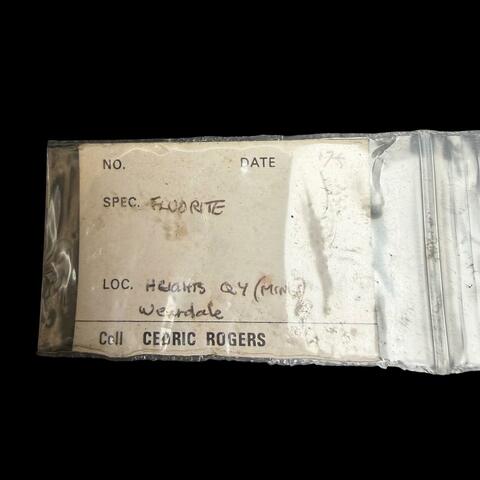 NO. DATE
SPEC. FLUORITE
LOC. HEIGHTS QY (MINE)
Weardale
Coll CEDRIC ROGERS